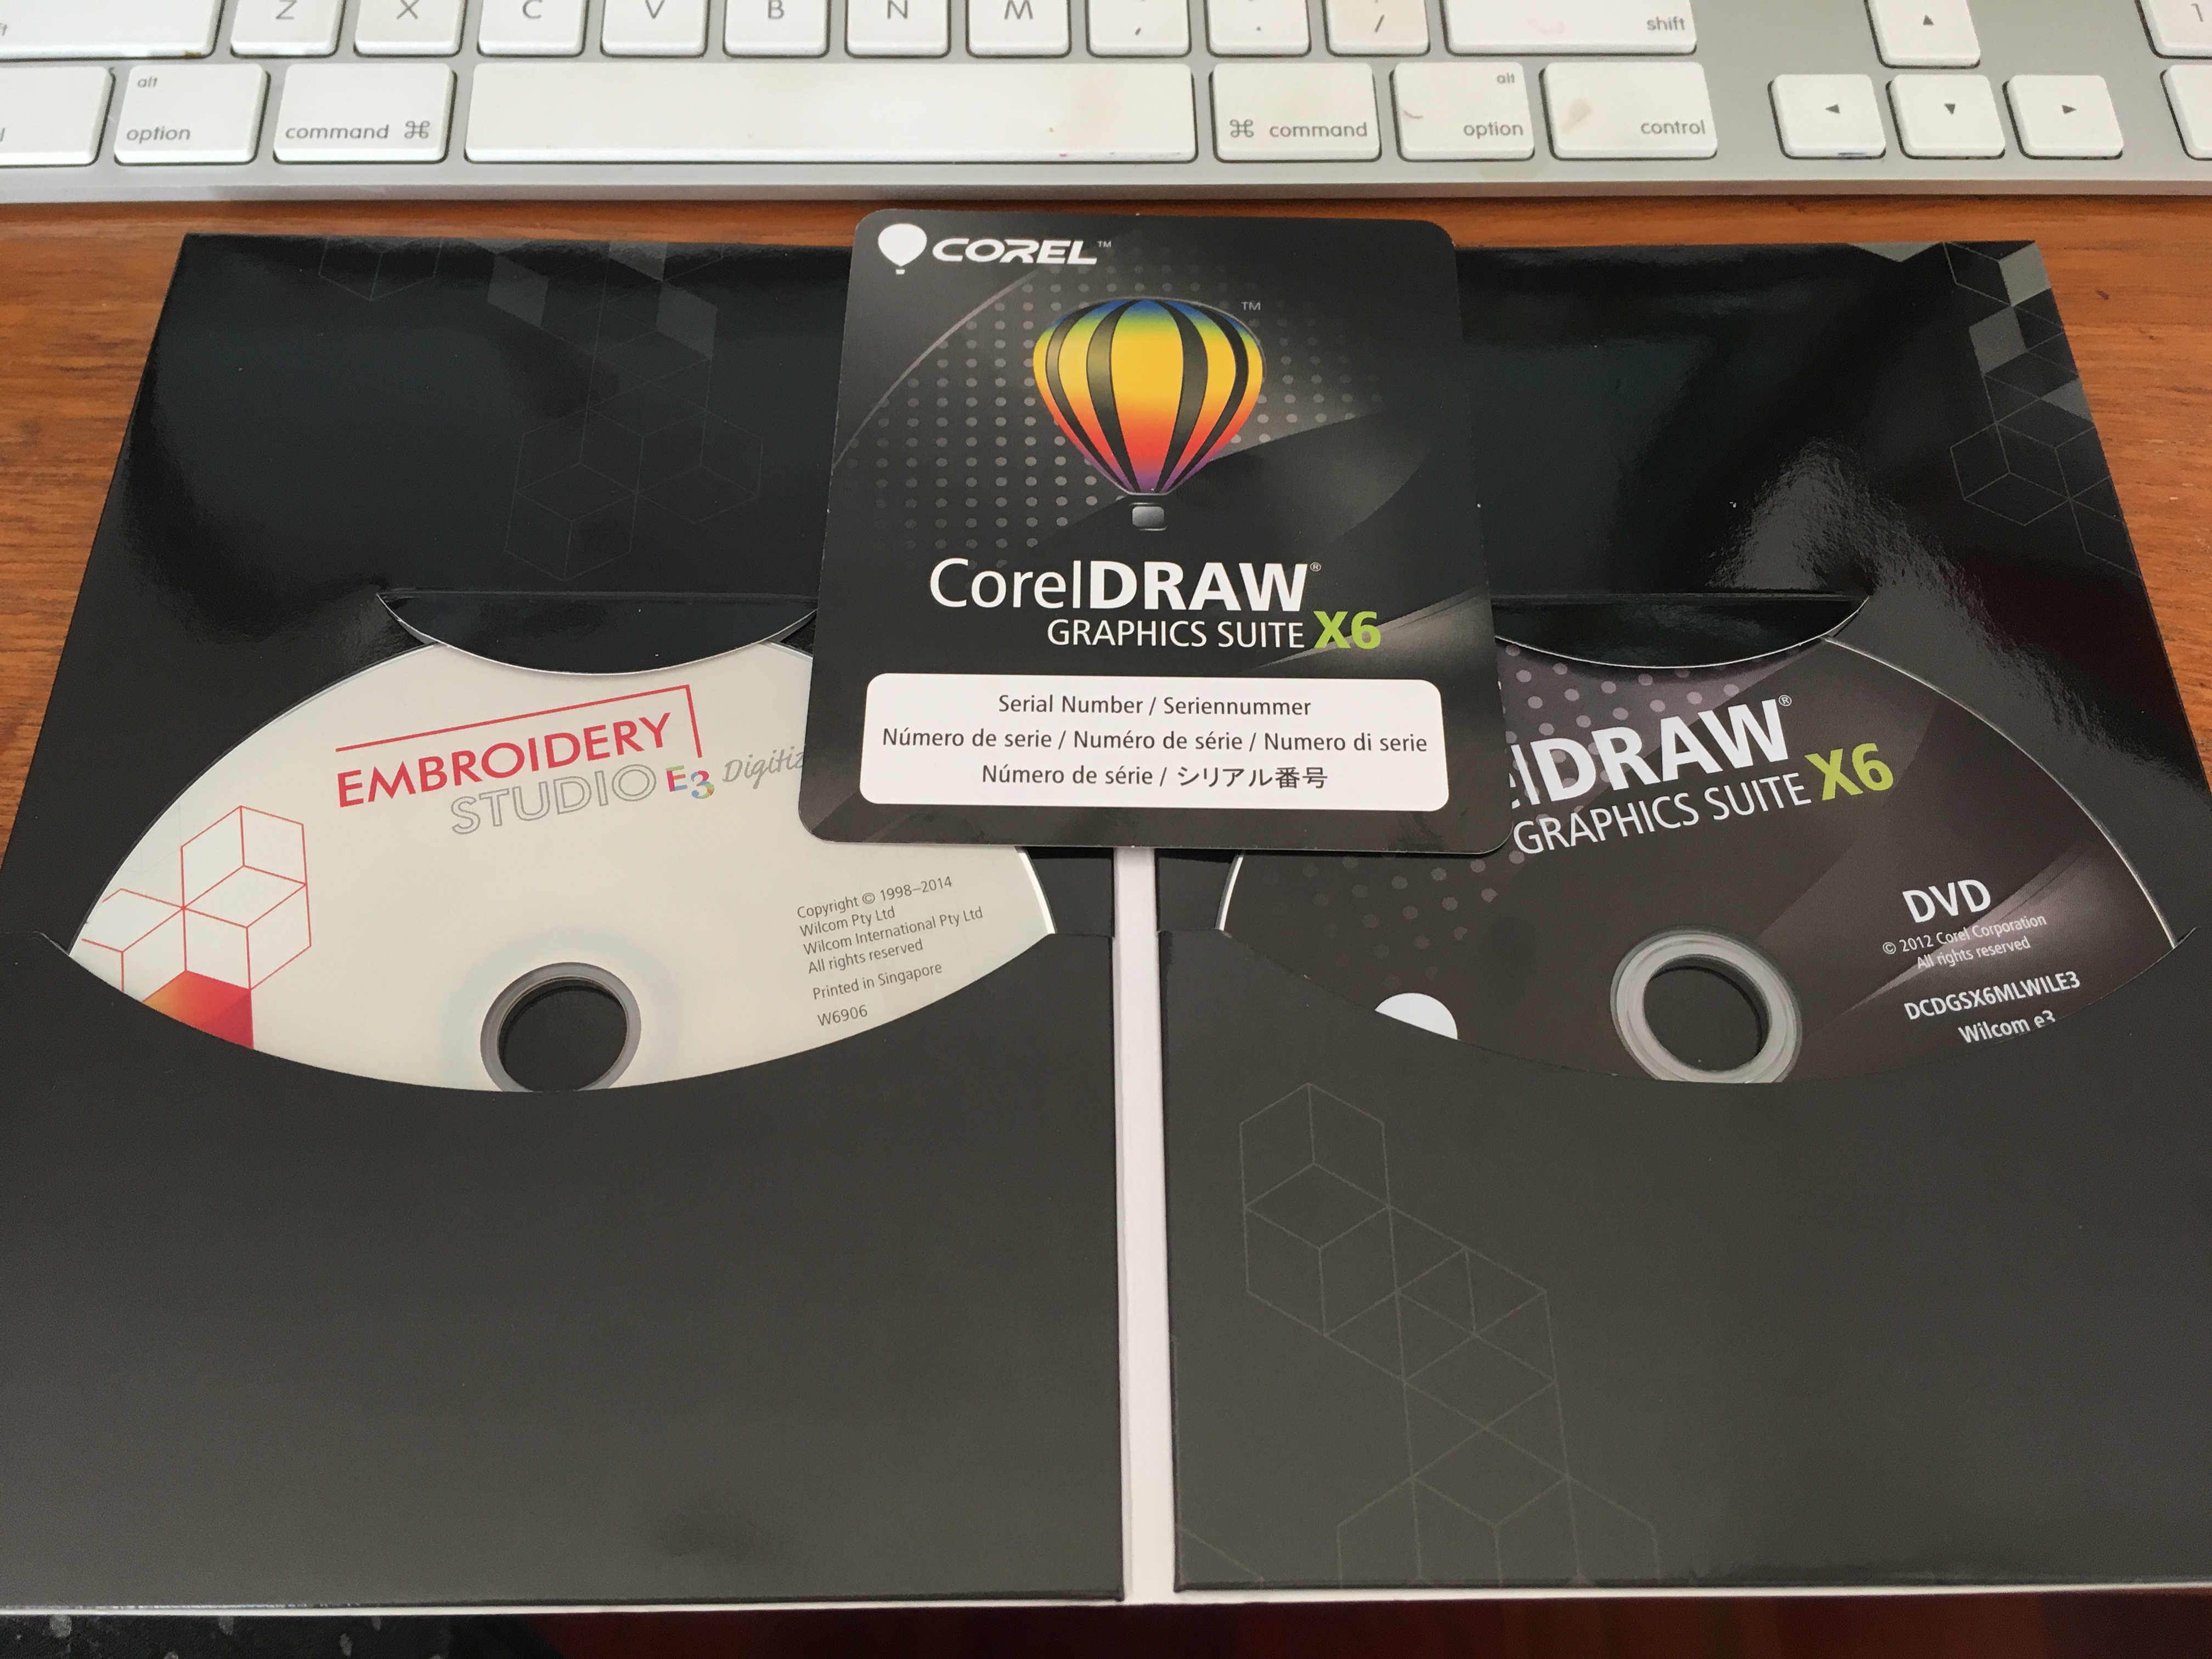 Z X C V B N M , . / shift
alt
option
command ⌘
⌘ command
alt
option
control
COREL™
TM
CorelDRAW®
GRAPHICS SUITE X6
Serial Number / Seriennummer
Número de serie / Numéro de série / Numero di serie
Número de série / シリアル番号
EMBROIDERY
STUDIO E3
Copyright © 1998–2014
Wilcom Pty Ltd
Wilcom International Pty Ltd
All rights reserved
Printed in Singapore
W6906
elDRAW®
GRAPHICS SUITE X6
DVD
© 2012 Corel Corporation
All rights reserved
DCDGSX6MLWILE3
Wilcom e3